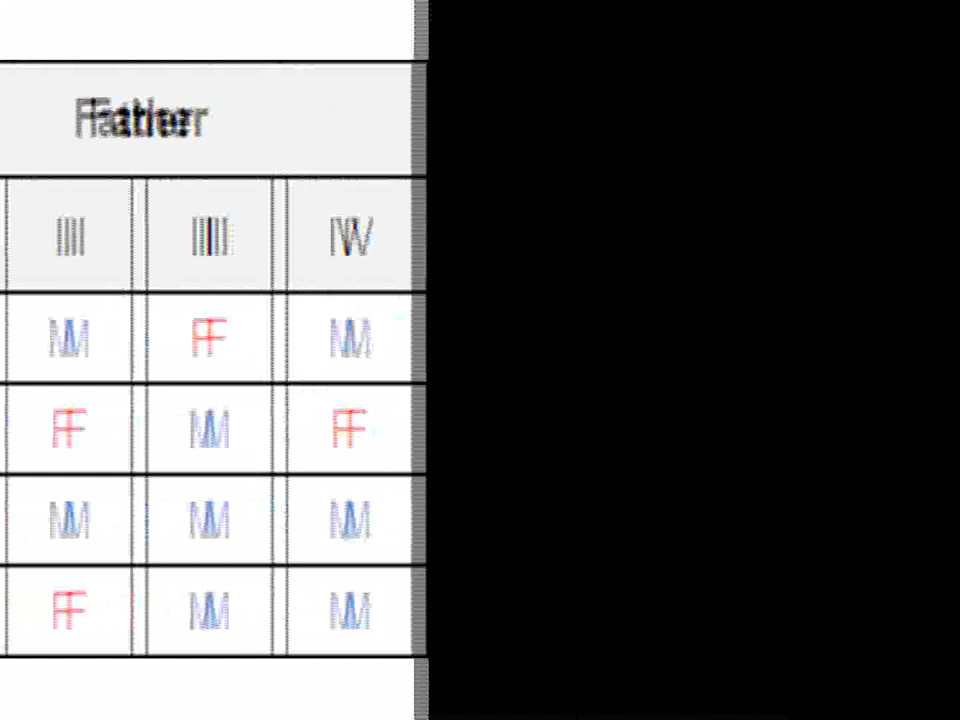 Father
II III IV
M F M
F M F
M M M
F M M